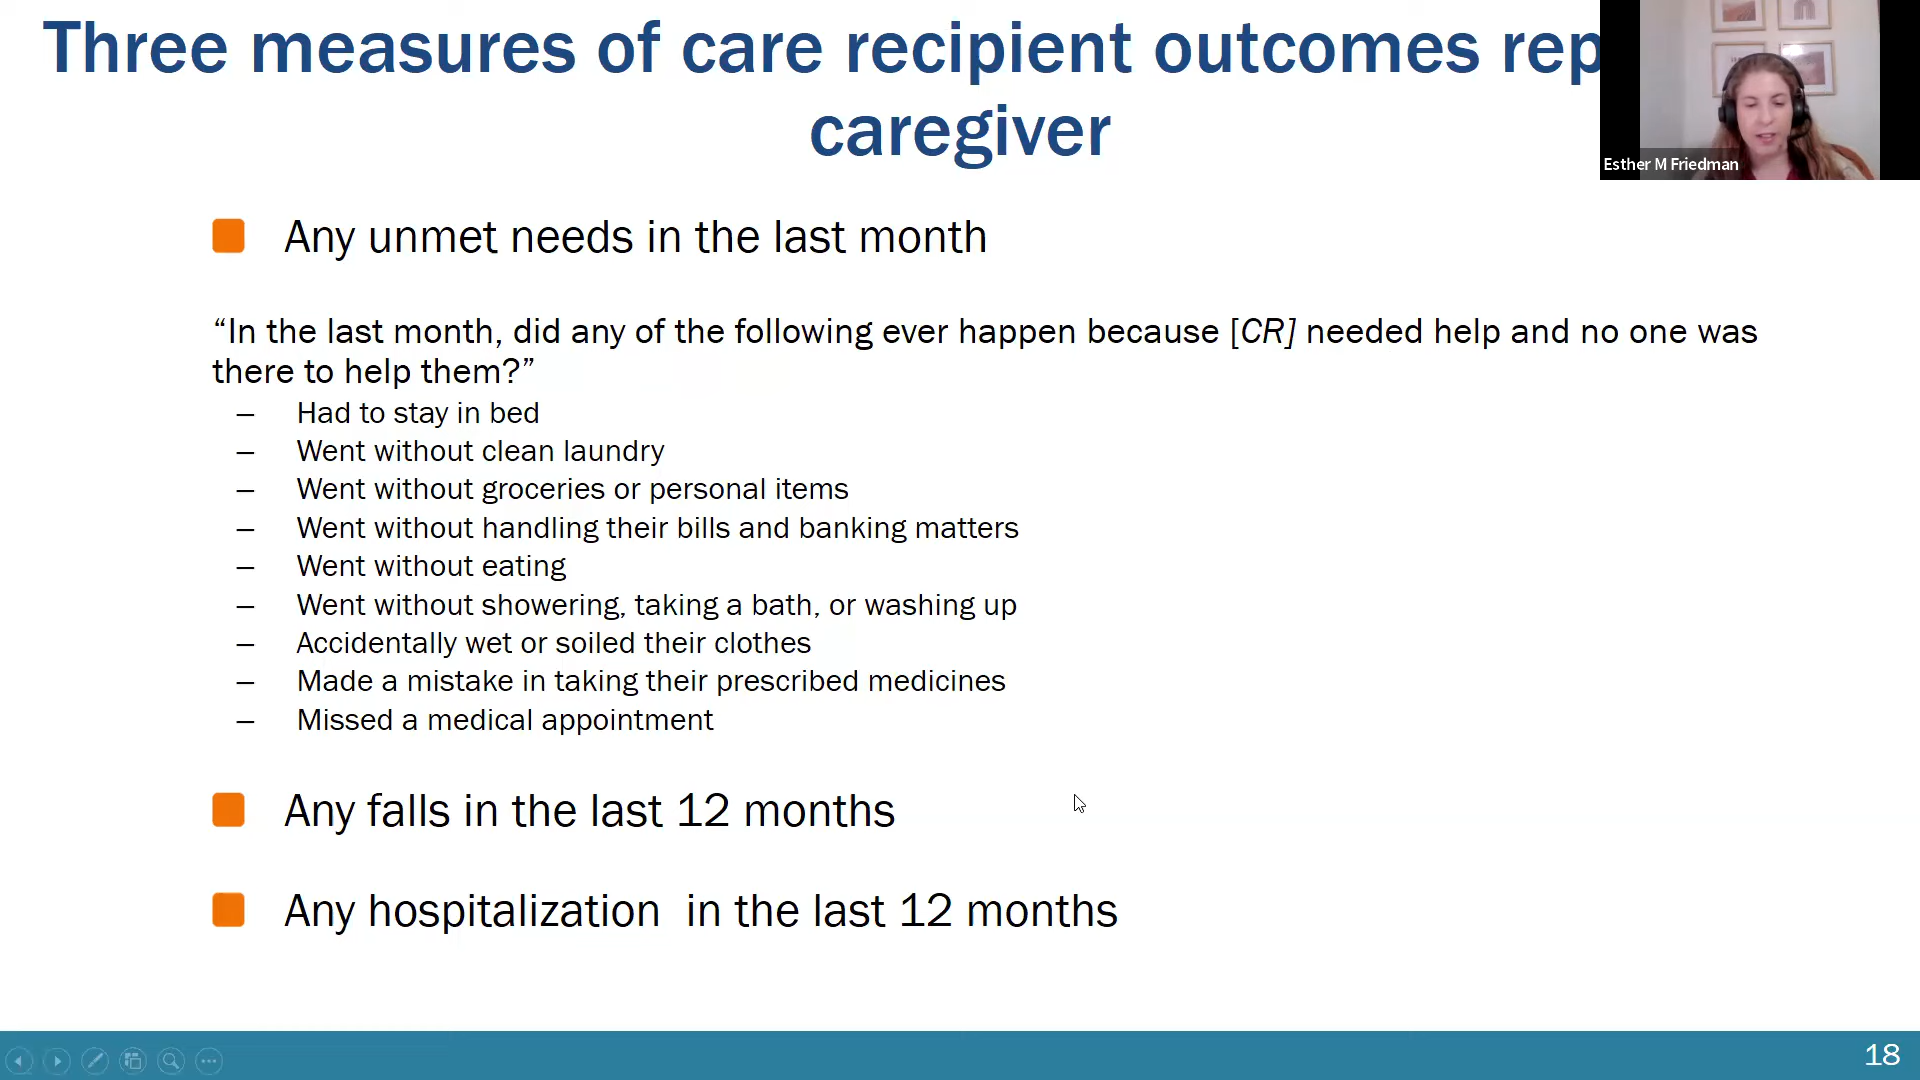 Three measures of care recipient outcomes rep
caregiver
Esther M Friedman
Any unmet needs in the last month
“In the last month, did any of the following ever happen because [CR] needed help and no one was
there to help them?”
– Had to stay in bed
– Went without clean laundry
– Went without groceries or personal items
– Went without handling their bills and banking matters
– Went without eating
– Went without showering, taking a bath, or washing up
– Accidentally wet or soiled their clothes
– Made a mistake in taking their prescribed medicines
– Missed a medical appointment
Any falls in the last 12 months
Any hospitalization  in the last 12 months
18